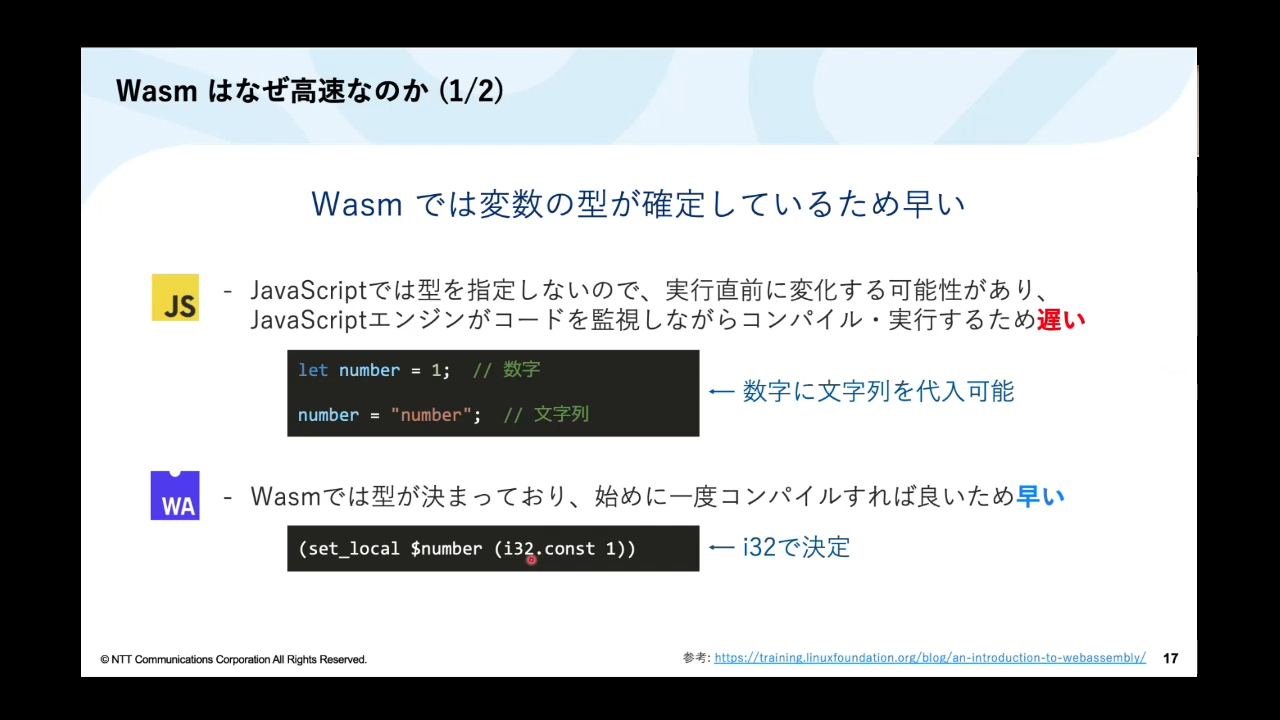 Wasm はなぜ高速なのか (1/2)
Wasm では変数の型が確定しているため早い
JS
- JavaScriptでは型を指定しないので、実行直前に変化する可能性があり、
JavaScriptエンジンがコードを監視しながらコンパイル・実行するため遅い
let number = 1;  // 数字
number = "number";  // 文字列
← 数字に文字列を代入可能
WA
- Wasmでは型が決まっており、始めに一度コンパイルすれば良いため早い
(set_local $number (i32.const 1))
← i32で決定
© NTT Communications Corporation All Rights Reserved.
参考: https://training.linuxfoundation.org/blog/an-introduction-to-webassembly/
17